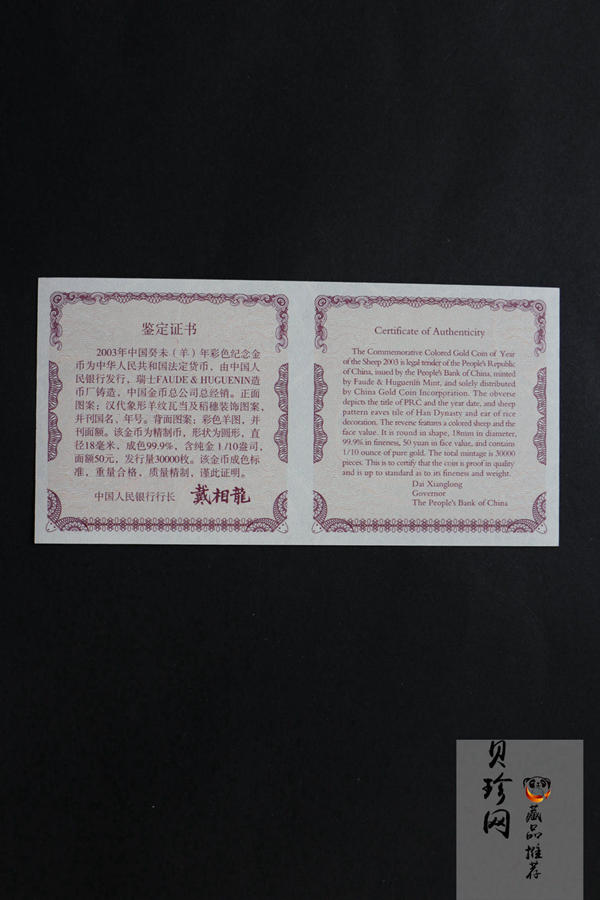 鉴定证书
2003年中国癸未（羊）年彩色纪念金
币为中华人民共和国法定货币，由中国人
民银行发行，瑞士FAUDE & HUGUENIN造
币厂铸造，中国金币总公司总经销。正面
图案：汉代象形羊纹瓦当及稻穗装饰图案，
并刊国名、年号。背面图案：彩色羊图，并
刊面额。该金币为精制币，形状为圆形，直
径18毫米，成色99.9%，含纯金 1/10盎司，
面额50元，发行量30000枚。该金币成色标
准，重量合格，质量精制，谨此证明。
中国人民银行行长 戴相龍
Certificate of Authenticity
The Commemorative Colored Gold Coin of Year
of the Sheep 2003 is legal tender of the People's Republic
of China, issued by the People's Bank of China, minted
by Faude & Huguenin Mint, and solely distributed
by China Gold Coin Incorporation. The obverse
depicts the title of PRC and the year date, and sheep
pattern eaves tile of Han Dynasty and ear of rice
decoration. The reverse features a colored sheep and the
face value. It is round in shape, 18mm in diameter,
99.9% in fineness, 50 yuan in face value, and contains
1/10 ounce of pure gold. The total mintage is 30000
pieces. This is to certify that the coin is proof in quality
and is up to standard as to its fineness and weight.
Dai Xianglong
Governor
The People's Bank of China
贝珍网
藏品推荐